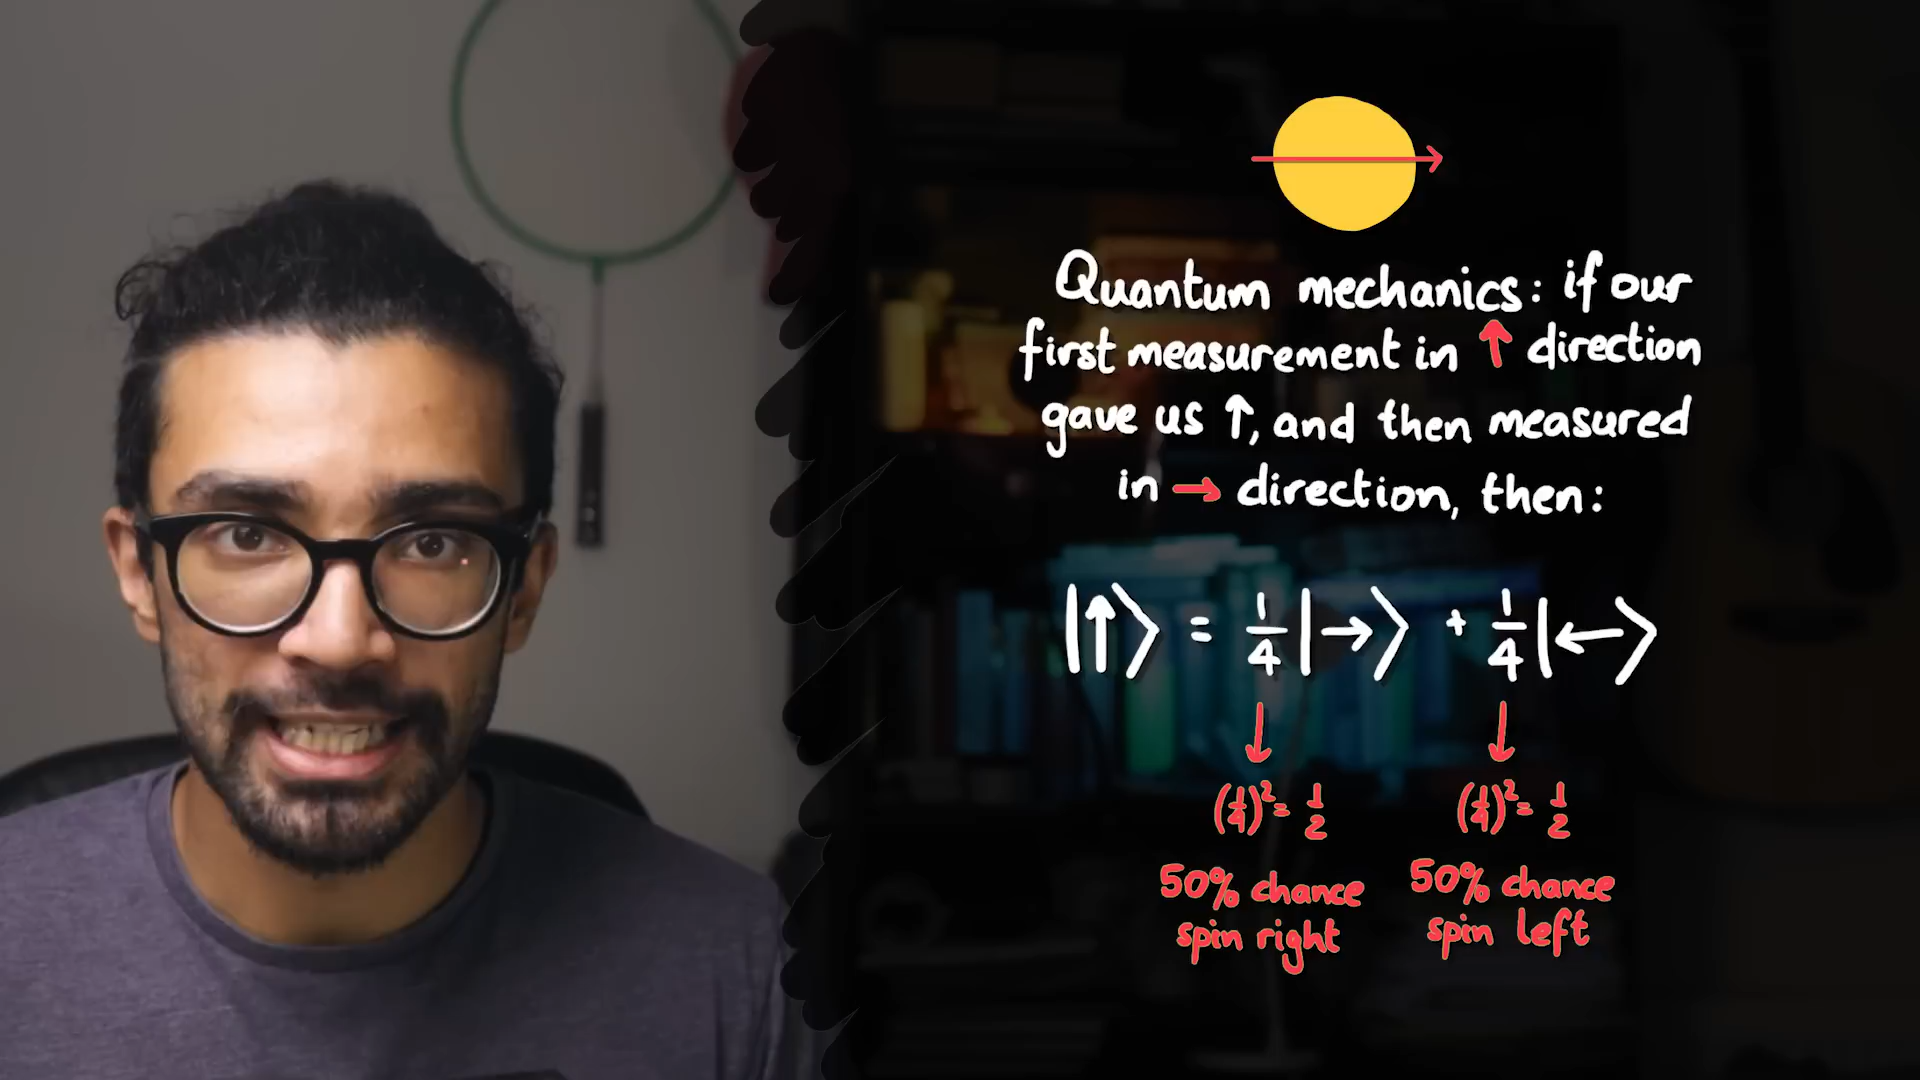 Quantum mechanics: if our
first measurement in ↑ direction
gave us ↑, and then measured
in → direction, then:
|↑⟩ = 1/4 |→⟩ + 1/4 |←⟩
↓ ↓
(1/4)² = 1/2 (1/4)² = 1/2
50% chance 50% chance
spin right spin left